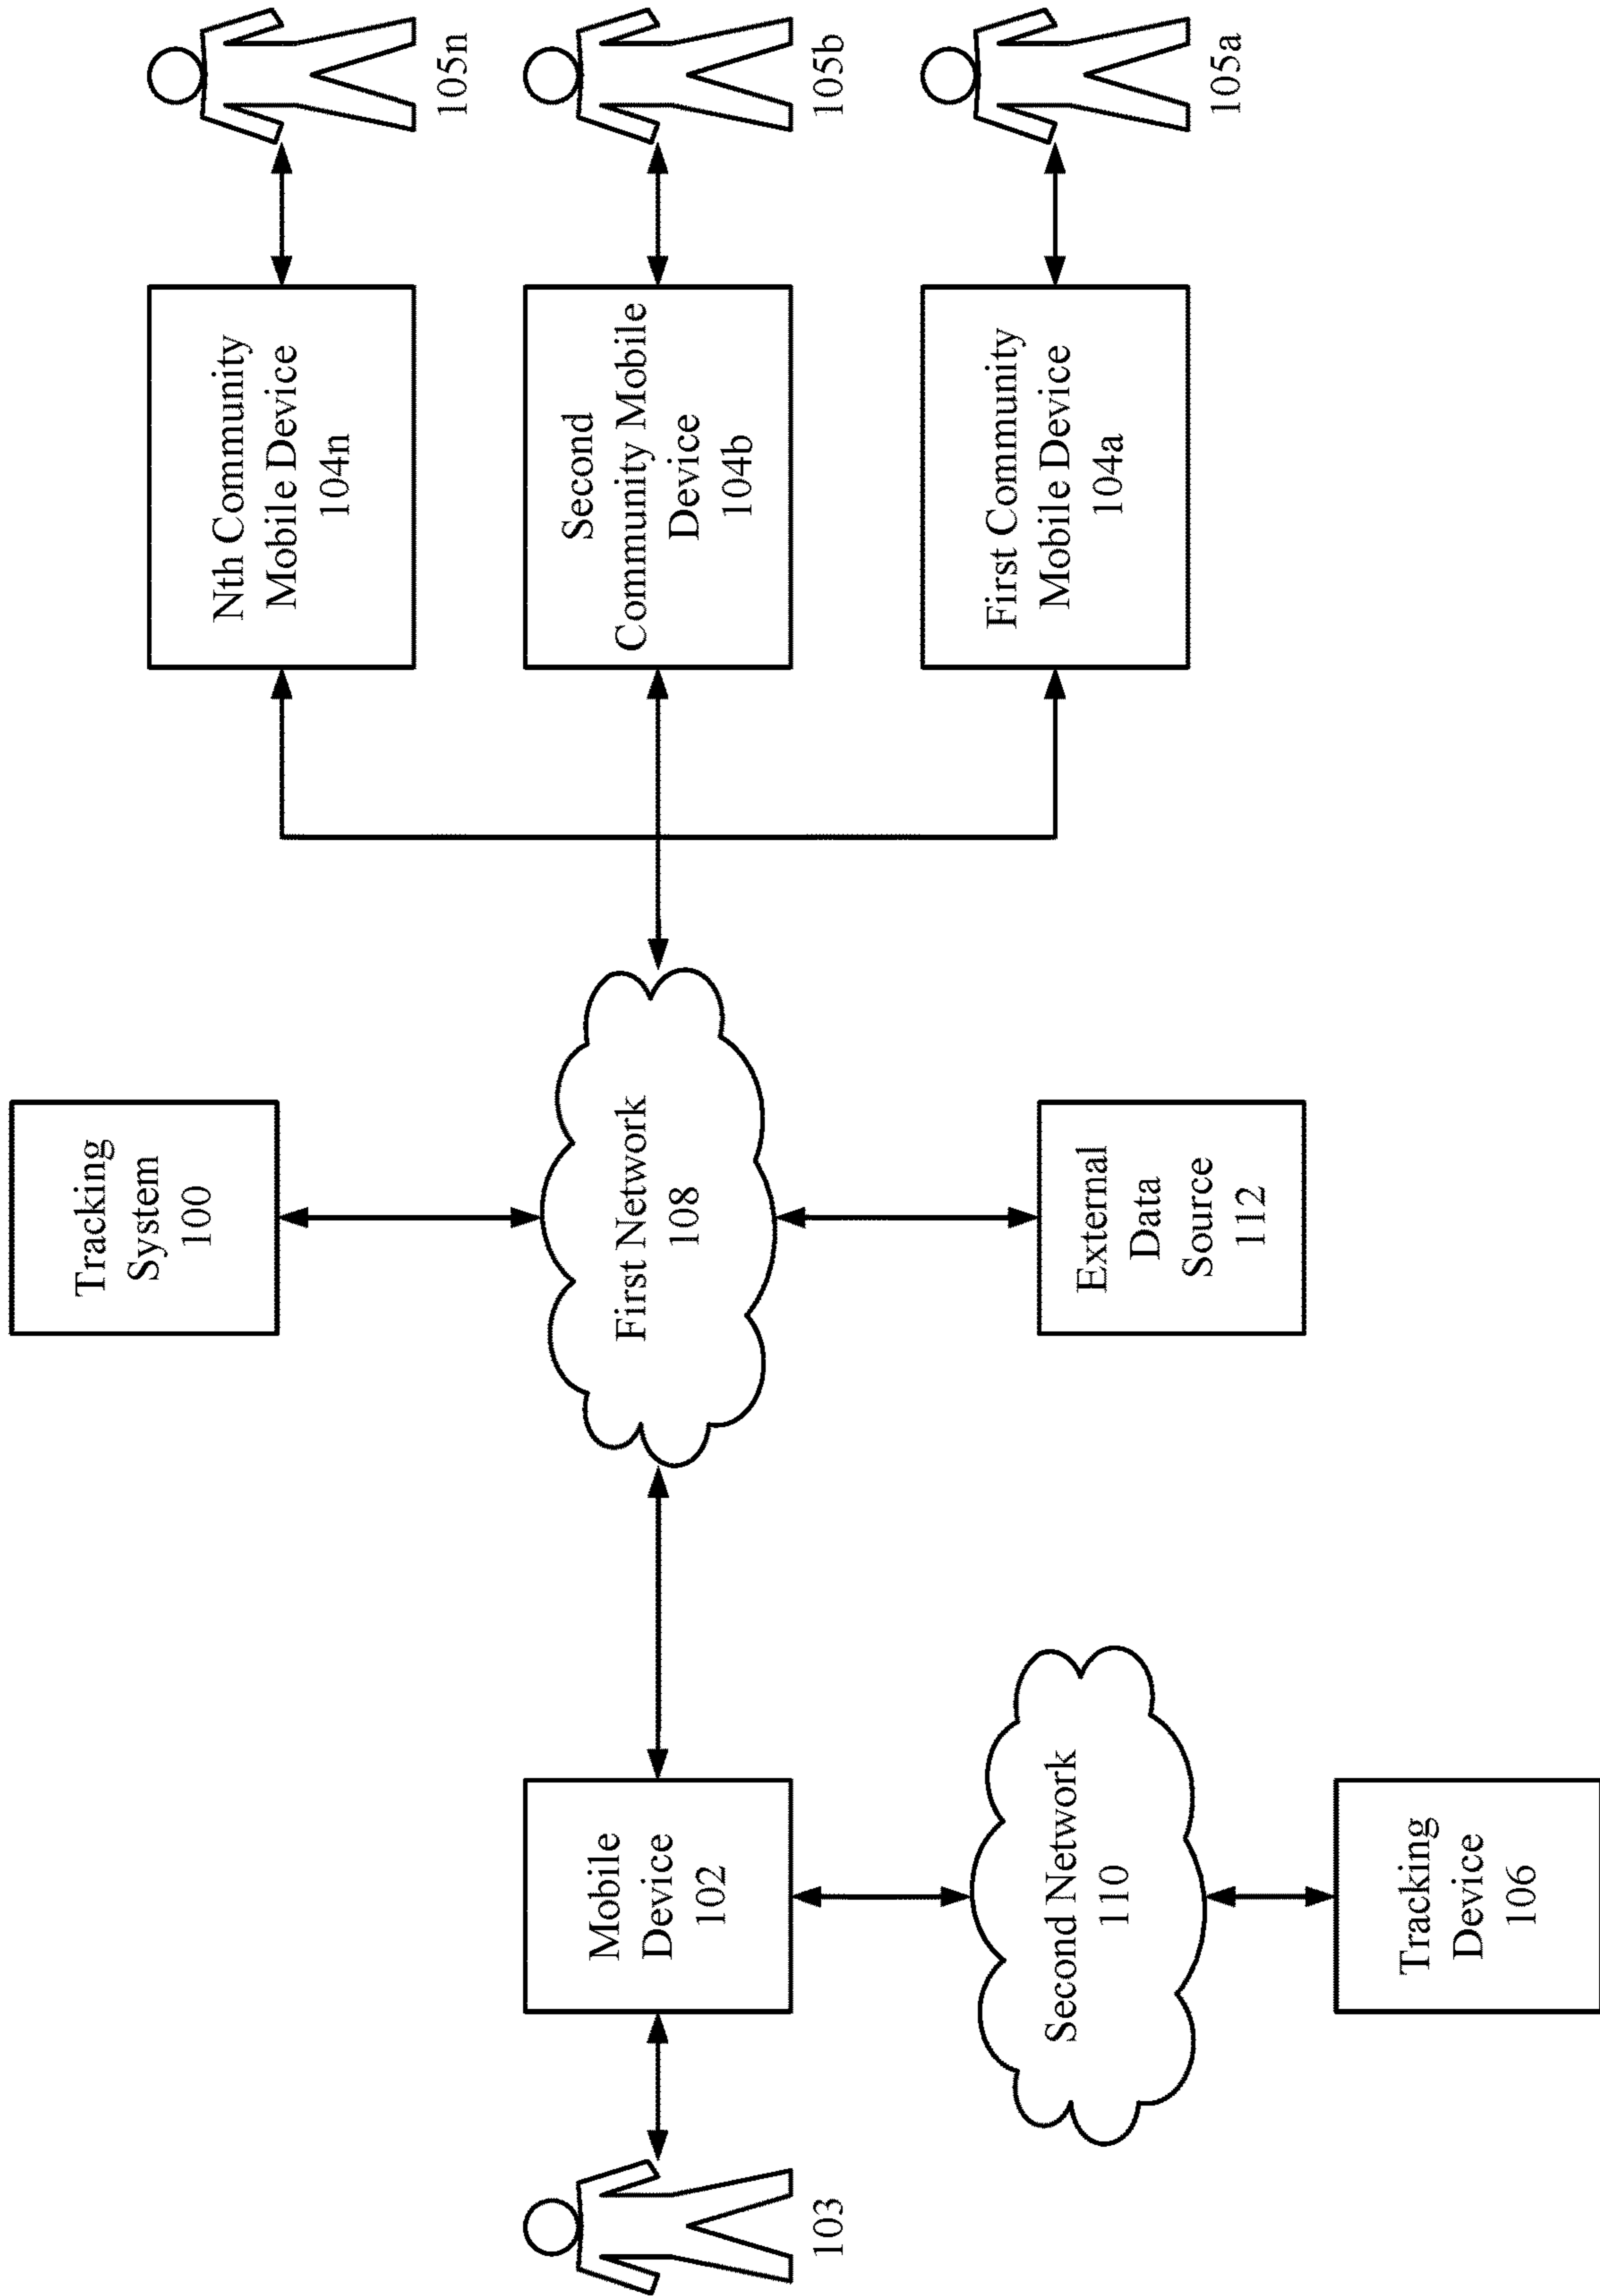 Tracking
System
100
103
Mobile
Device
102
First Network
108
Second Network
110
Tracking
Device
106
External
Data
Source
112
Nth Community
Mobile Device
104n
105n
Second
Community Mobile
Device
104b
105b
First Community
Mobile Device
104a
105a